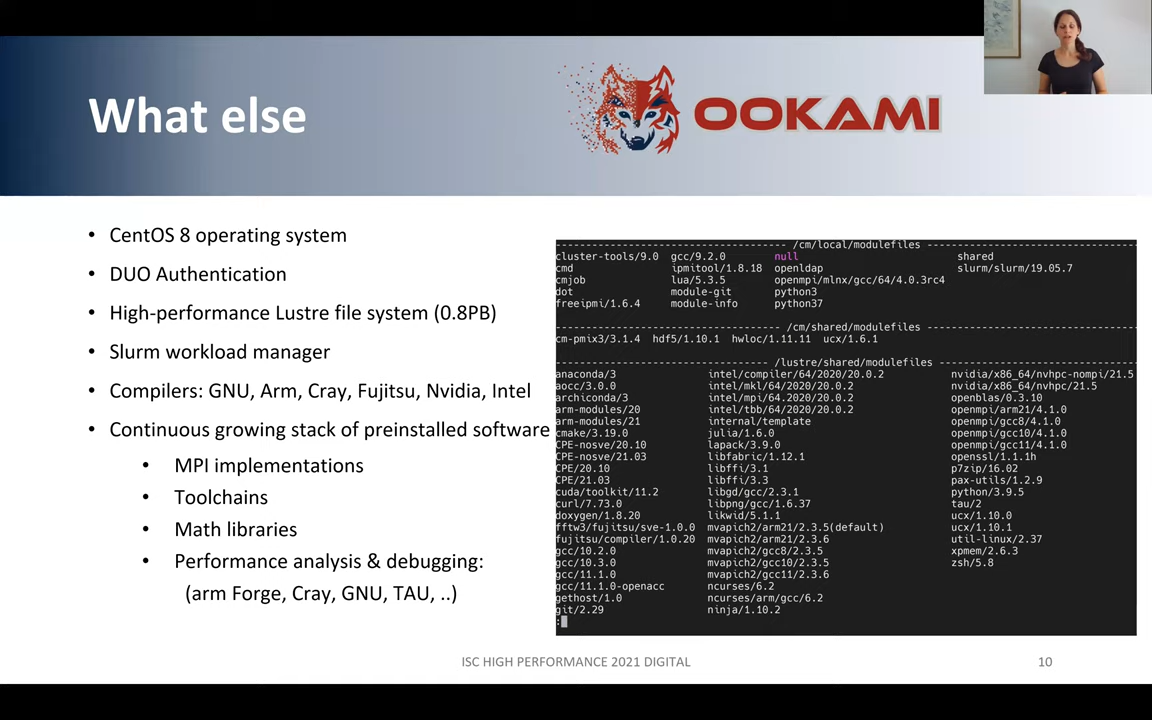 What else
OOKAMI
• CentOS 8 operating system
• DUO Authentication
• High-performance Lustre file system (0.8PB)
• Slurm workload manager
• Compilers: GNU, Arm, Cray, Fujitsu, Nvidia, Intel
• Continuous growing stack of preinstalled software
• MPI implementations
• Toolchains
• Math libraries
• Performance analysis & debugging:
(arm Forge, Cray, GNU, TAU, ..)
----------------------------------- /cm/local/modulefiles -----------------------------------
cluster-tools/9.0 gcc/9.2.0 null shared
cmd ipmitool/1.8.18 openldap slurm/slurm/19.05.7
cmjob lua/5.3.5 openmpi/mlnx/gcc/64/4.0.3rc4
dot module-git python3
freeipmi/1.6.4 module-info python37
---------------------------------- /cm/shared/modulefiles -----------------------------------
cm-pmix3/3.1.4 hdf5/1.10.1 hwloc/1.11.11 ucx/1.6.1
-------------------------------- /lustre/shared/modulefiles ---------------------------------
anaconda/3 intel/compiler/64/2020/20.0.2 nvidia/x86_64/nvhpc-nompi/21.5
aocc/3.0.0 intel/mkl/64/2020/20.0.2 nvidia/x86_64/nvhpc/21.5
archiconda/3 intel/mpi/64.2020/20.0.2 openblas/0.3.10
arm-modules/20 intel/tbb/64/2020/20.0.2 openmpi/arm21/4.1.0
arm-modules/21 internal/template openmpi/gcc8/4.1.0
cmake/3.19.0 julia/1.6.0 openmpi/gcc10/4.1.0
CPE-nosve/20.10 lapack/3.9.0 openmpi/gcc11/4.1.0
CPE-nosve/21.03 libfabric/1.12.1 openssl/1.1.1h
CPE/20.10 libffi/3.1 p7zip/16.02
CPE/21.03 libffi/3.3 pax-utils/1.2.9
cuda/toolkit/11.2 libgd/gcc/2.3.1 python/3.9.5
curl/7.73.0 libpng/gcc/1.6.37 tau/2
doxygen/1.8.20 likwid/5.1.1 ucx/1.10.0
fftw3/fujitsu/sve-1.0.0 mvapich2/arm21/2.3.5(default) ucx/1.10.1
fujitsu/compiler/1.0.20 mvapich2/arm21/2.3.6 util-linux/2.37
gcc/10.2.0 mvapich2/gcc8/2.3.5 xpmem/2.6.3
gcc/10.3.0 mvapich2/gcc10/2.3.5 zsh/5.8
gcc/11.1.0 mvapich2/gcc11/2.3.6
gcc/11.1.0-openacc ncurses/6.2
gethost/1.0 ncurses/arm/gcc/6.2
git/2.29 ninja/1.10.2
:
ISC HIGH PERFORMANCE 2021 DIGITAL
10